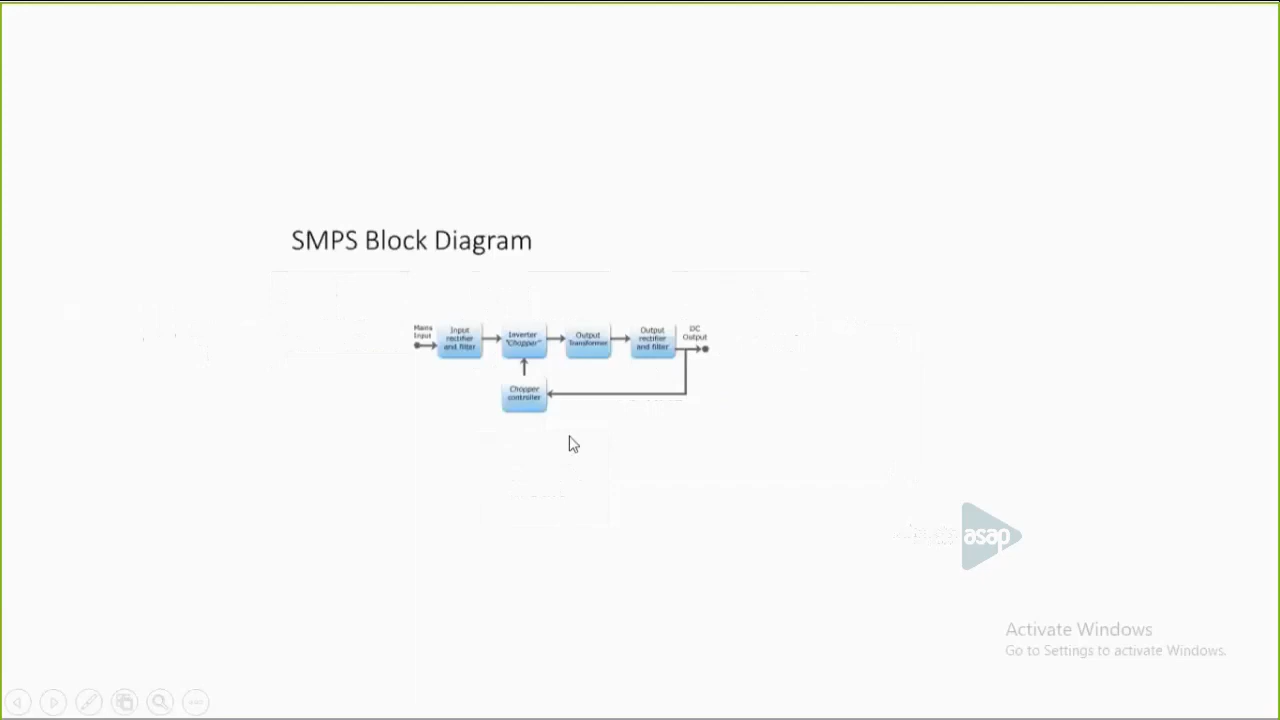 SMPS Block Diagram
Mains
Input
Input
rectifier
and filter
Inverter
"Chopper"
Output
Transformer
Output
rectifier
and filter
DC
Output
Chopper
controller
asap
Activate Windows
Go to Settings to activate Windows.